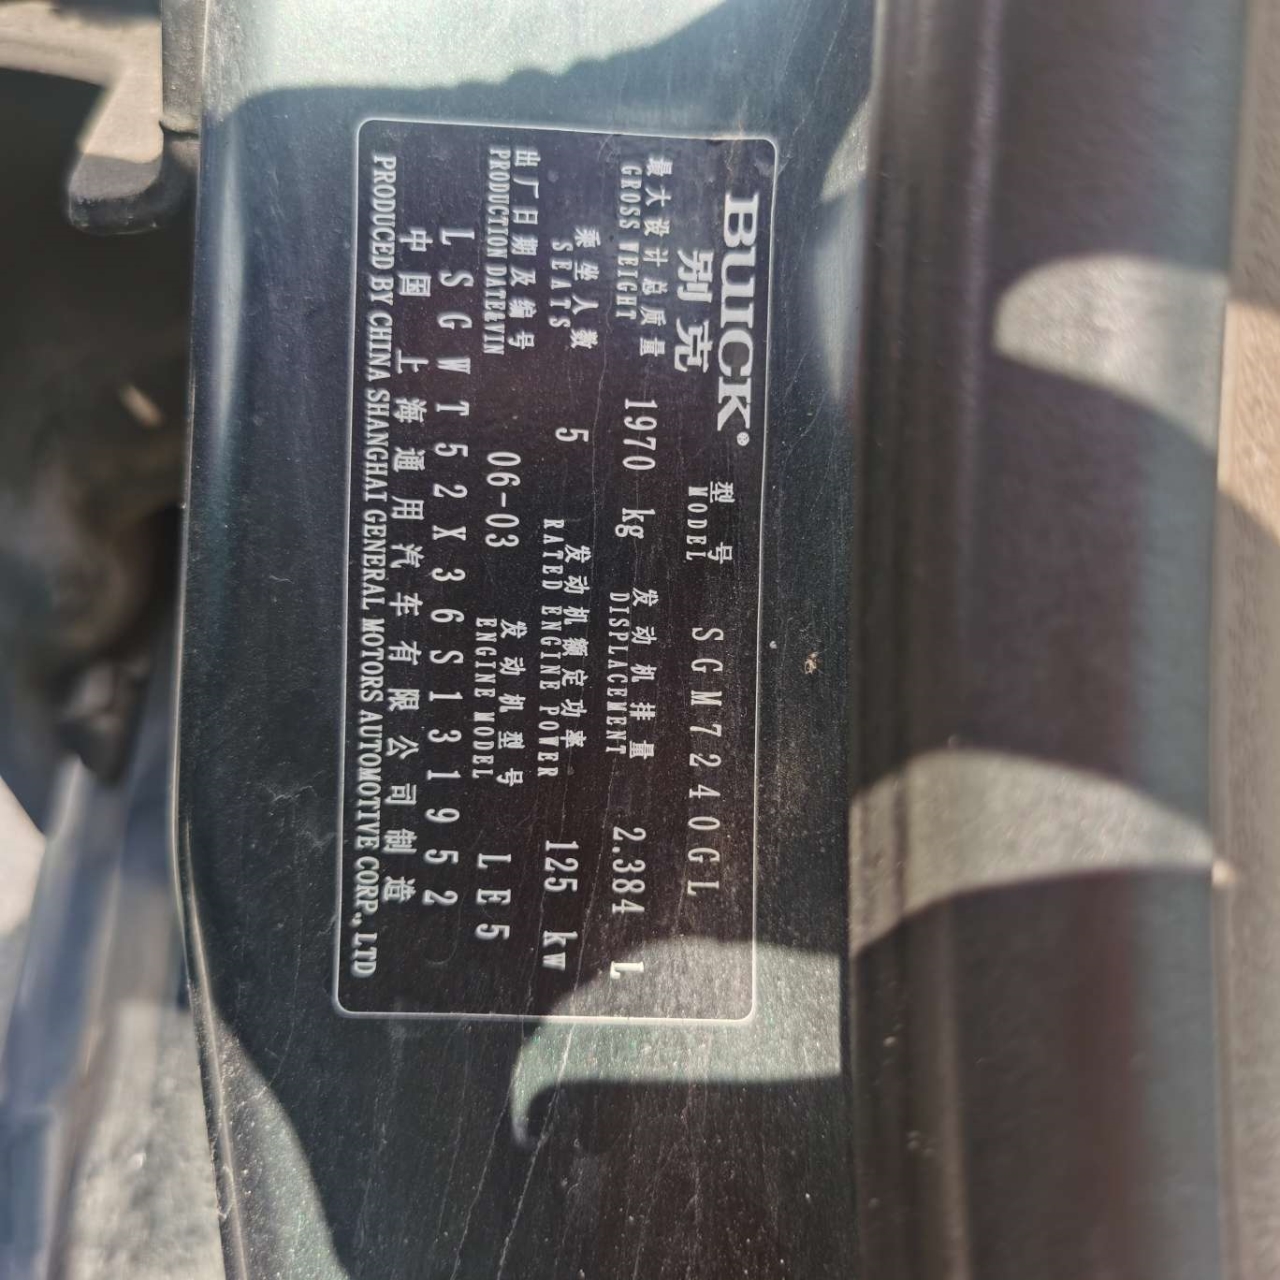 BUICK®
别克
型号 SGM7240GL
MODEL
最大设计总质量 1970 kg 发动机排量 2.384 L
GROSS WEIGHT DISPLACEMENT
乘坐人数 5 发动机额定功率 125 kw
SEATS RATED ENGINE POWER
出厂日期及编号 06-03 发动机型号 LE5
PRODUCTION DATE&VIN ENGINE MODEL
LSGWT52X36S131952
中国 上海通用汽车有限公司制造
PRODUCED BY CHINA SHANGHAI GENERAL MOTORS AUTOMOTIVE CORP., LTD